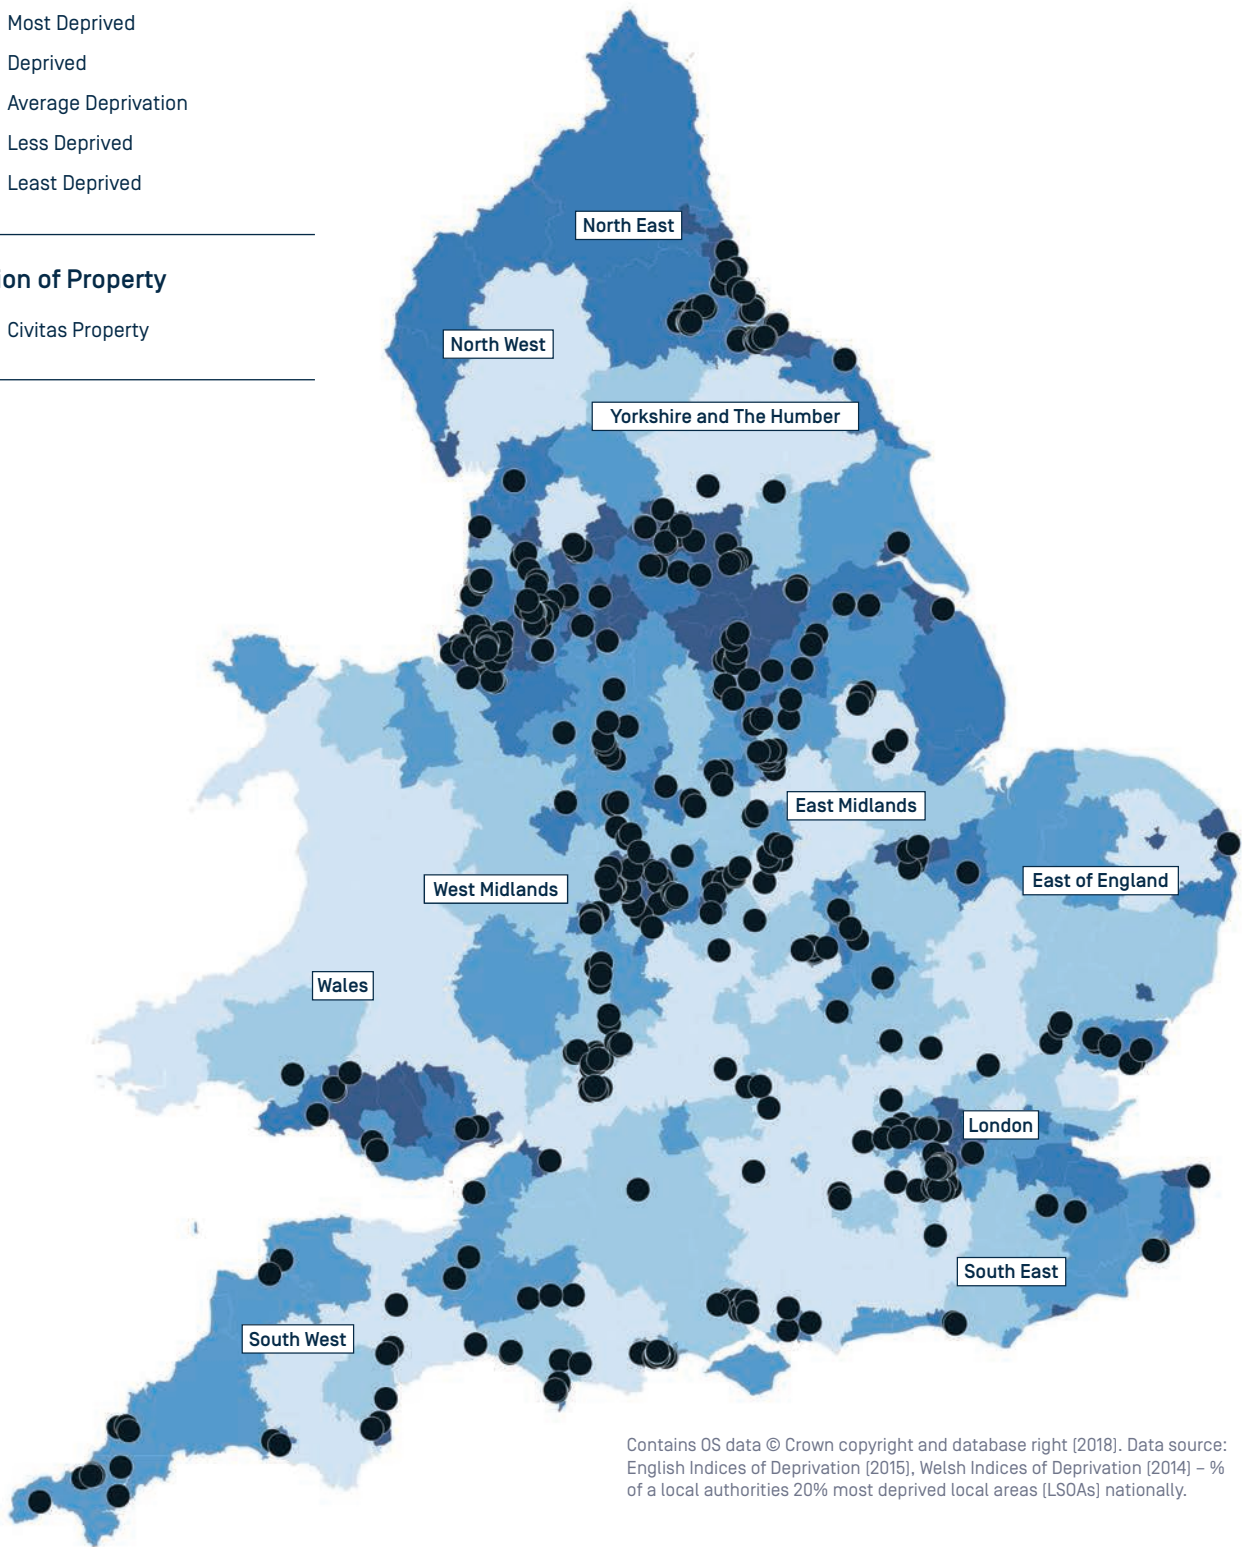 Most Deprived
Deprived
Average Deprivation
Less Deprived
Least Deprived
ion of Property
Civitas Property
North East
North West
Yorkshire and The Humber
East Midlands
East of England
West Midlands
Wales
London
South East
South West
Contains OS data © Crown copyright and database right [2018]. Data source:
English Indices of Deprivation [2015], Welsh Indices of Deprivation [2014] – %
of a local authorities 20% most deprived local areas [LSOAs] nationally.